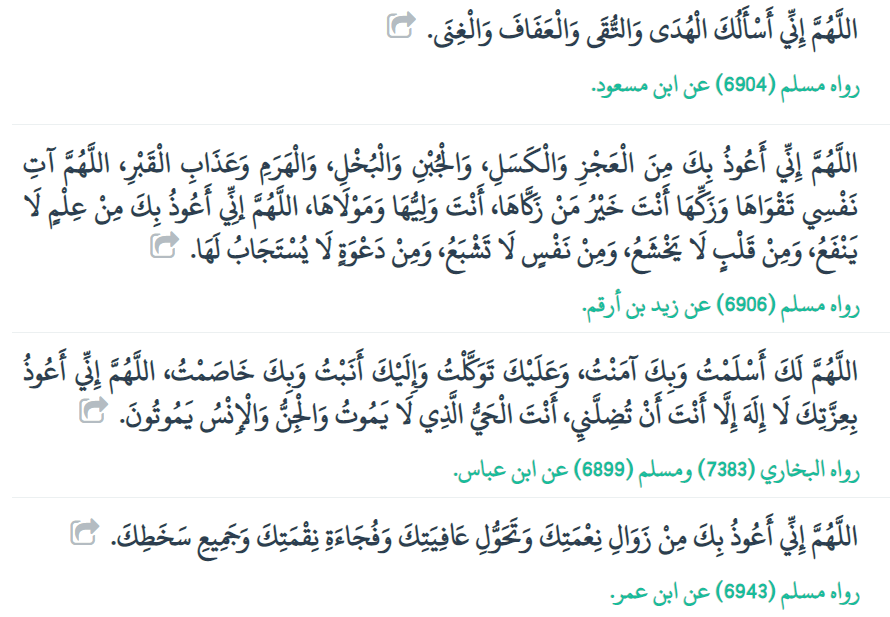 اللَّهُمَّ إِنِّي أَسْأَلُكَ الْهُدَى وَالتُّقَى وَالْعَفَافَ وَالْغِنَى.
رواه مسلم (6904) عن ابن مسعود.
اللَّهُمَّ إِنِّي أَعُوذُ بِكَ مِنَ الْعَجْزِ وَالْكَسَلِ، وَالْجُبْنِ وَالْبُخْلِ، وَالْهَرَمِ وَعَذَابِ الْقَبْرِ، اللَّهُمَّ آتِ
نَفْسِي تَقْوَاهَا وَزَكِّهَا أَنْتَ خَيْرُ مَنْ زَكَّاهَا، أَنْتَ وَلِيُّهَا وَمَوْلَاهَا، اللَّهُمَّ إِنِّي أَعُوذُ بِكَ مِنْ عِلْمٍ لَا
يَنْفَعُ، وَمِنْ قَلْبٍ لَا يَخْشَعُ، وَمِنْ نَفْسٍ لَا تَشْبَعُ، وَمِنْ دَعْوَةٍ لَا يُسْتَجَابُ لَهَا.
رواه مسلم (6906) عن زيد بن أرقم.
اللَّهُمَّ لَكَ أَسْلَمْتُ وَبِكَ آمَنْتُ، وَعَلَيْكَ تَوَكَّلْتُ وَإِلَيْكَ أَنَبْتُ وَبِكَ خَاصَمْتُ، اللَّهُمَّ إِنِّي أَعُوذُ
بِعِزَّتِكَ لَا إِلَهَ إِلَّا أَنْتَ أَنْ تُضِلَّنِي، أَنْتَ الْحَيُّ الَّذِي لَا يَمُوتُ وَالْجِنُّ وَالْإِنْسُ يَمُوتُونَ.
رواه البخاري (7383) ومسلم (6899) عن ابن عباس.
اللَّهُمَّ إِنِّي أَعُوذُ بِكَ مِنْ زَوَالِ نِعْمَتِكَ وَتَحَوُّلِ عَافِيَتِكَ وَفُجَاءَةِ نِقْمَتِكَ وَجَمِيعِ سَخَطِكَ.
رواه مسلم (6943) عن ابن عمر.